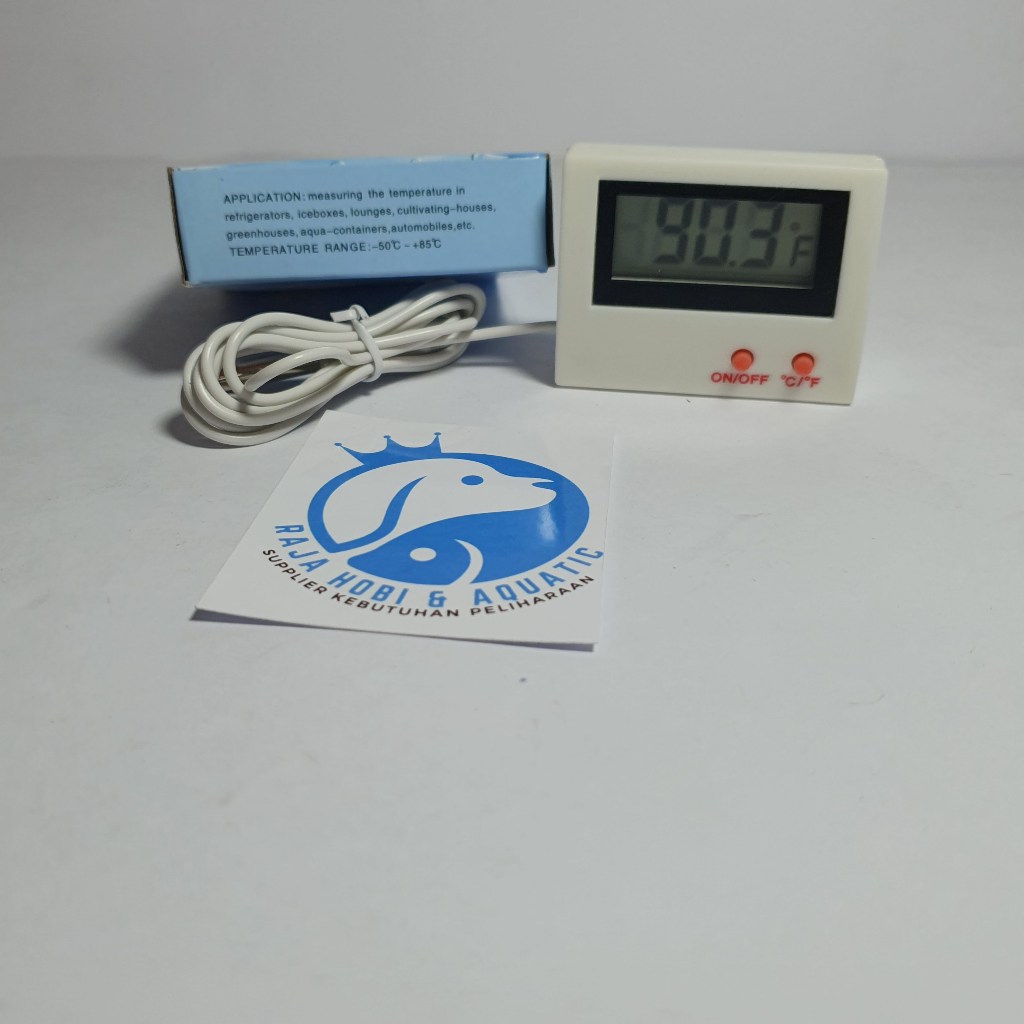 APPLICATION: measuring the temperature in
refrigerators, iceboxes, lounges, cultivating-houses,
greenhouses, aqua-containers, automobiles, etc.
TEMPERATURE RANGE: -50℃ - +85℃
90.3 °F
ON/OFF °C/°F
RAJA HOBI & AQUATIC
SUPPLIER KEBUTUHAN PELIHARAAN